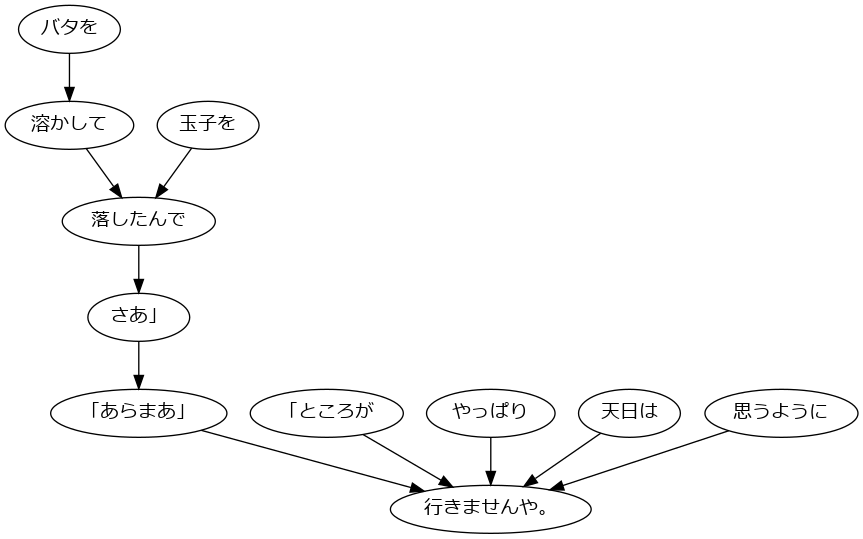 バタを
溶かして
玉子を
落したんで
さあ」
「あらまあ」
「ところが
やっぱり
天日は
思うように
行きませんや。